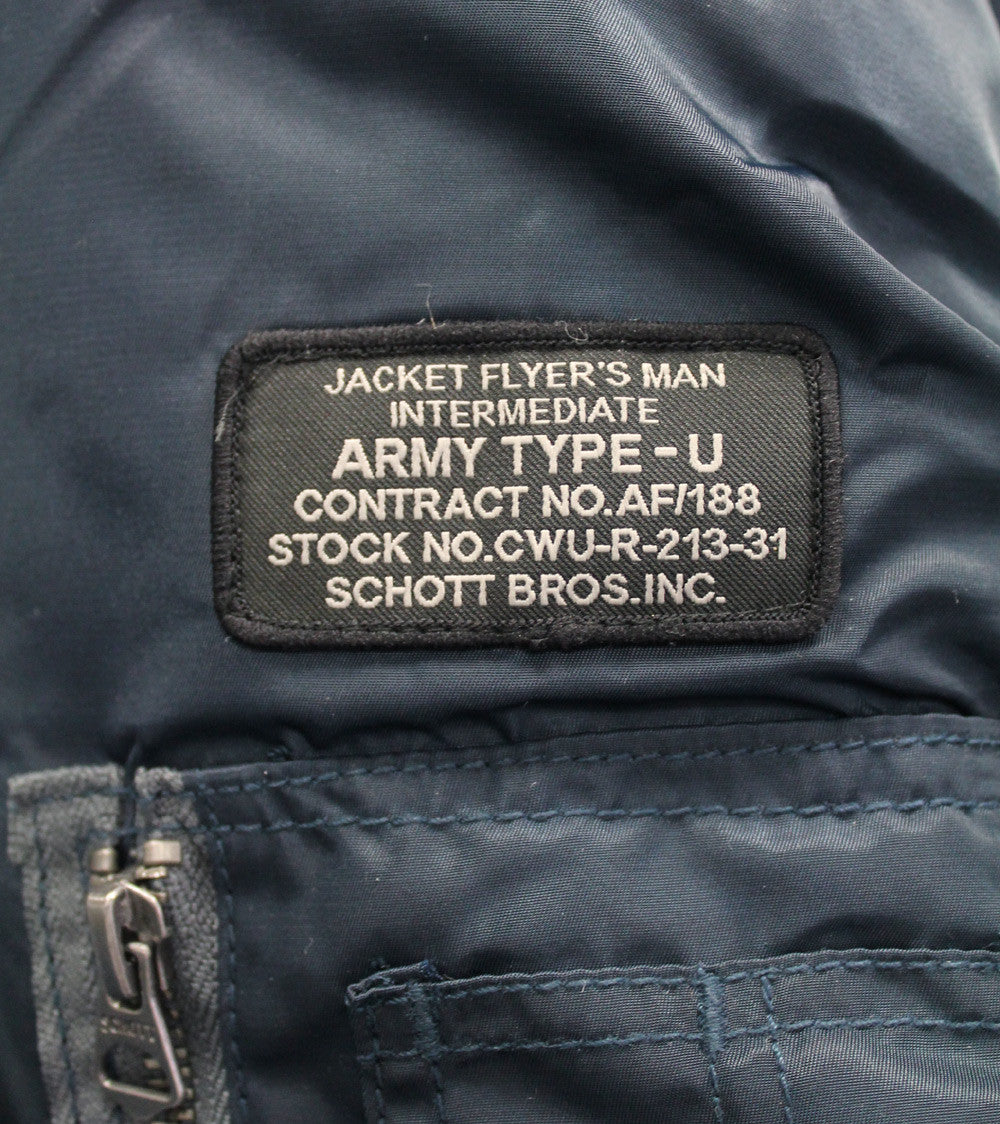 JACKET FLYER'S MAN
INTERMEDIATE
ARMY TYPE-U
CONTRACT NO.AF/188
STOCK NO.CWU-R-213-31
SCHOTT BROS.INC.